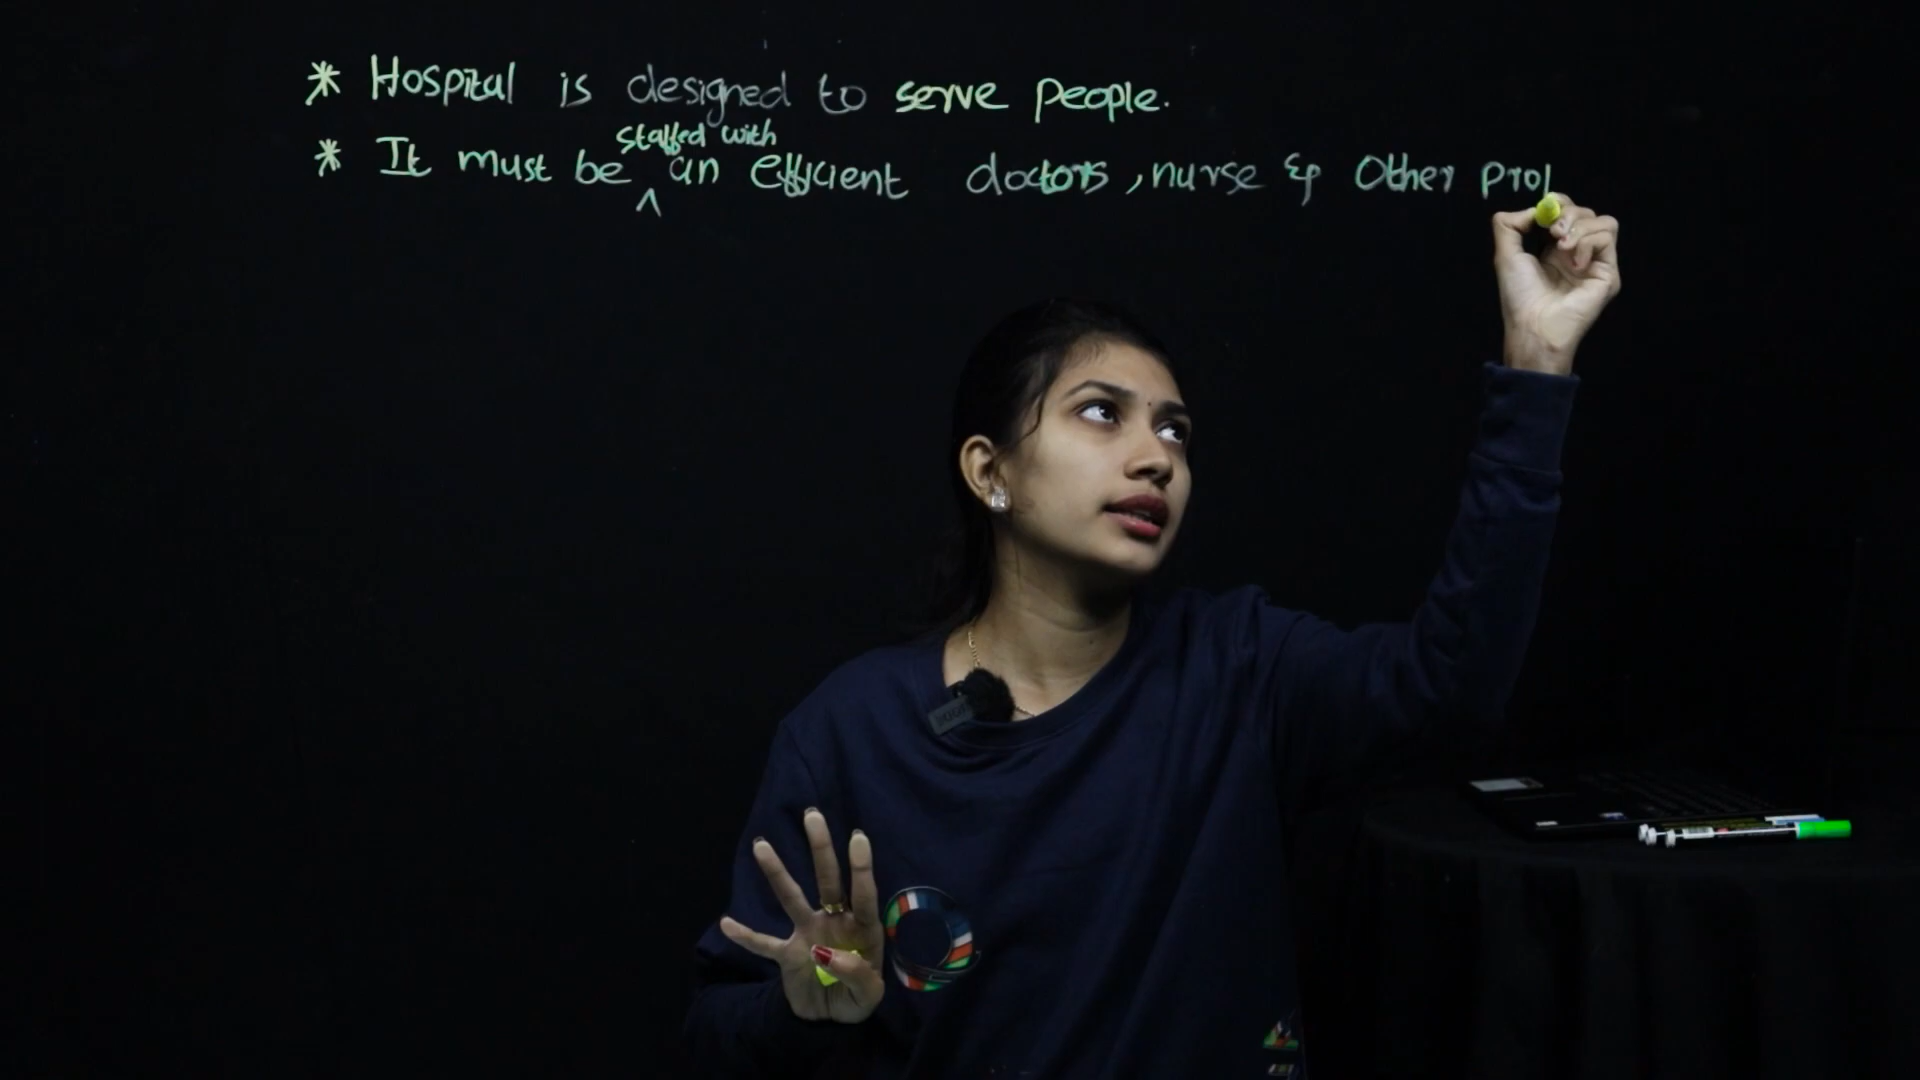 * Hospital is designed to serve people.
staffed with
* It must be ^ an efficient doctors, nurse & Other prof